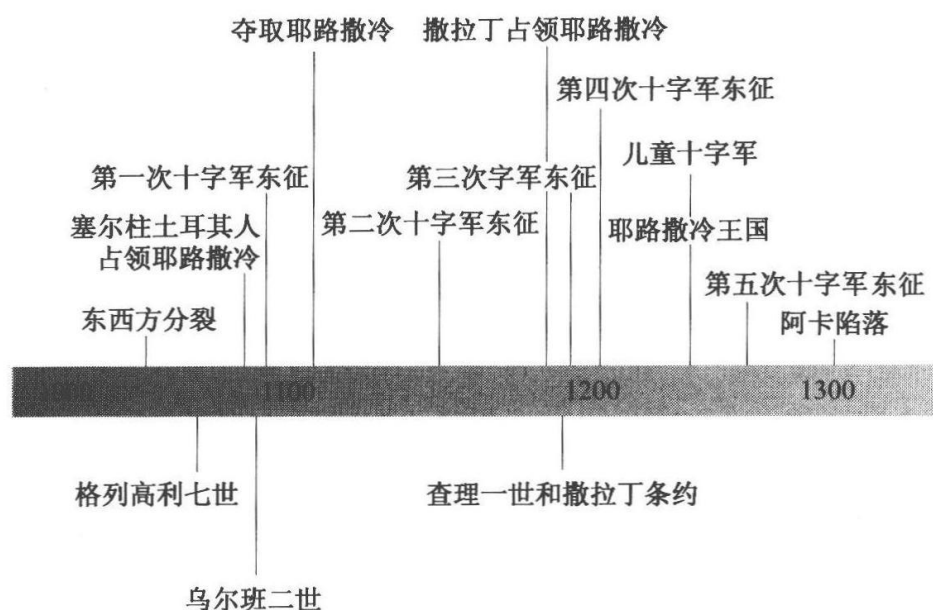 夺取耶路撒冷
撒拉丁占领耶路撒冷
第四次十字军东征
儿童十字军
第一次十字军东征
第三次字军东征
塞尔柱土耳其人
占领耶路撒冷
第二次十字军东征
耶路撒冷王国
第五次十字军东征
东西方分裂
阿卡陷落
1000
1100
1200
1300
格列高利七世
查理一世和撒拉丁条约
乌尔班二世